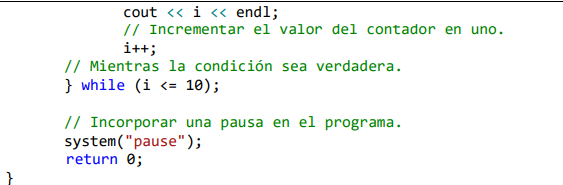 cout << i << endl;
// Incrementar el valor del contador en uno.
i++;
// Mientras la condición sea verdadera.
} while (i <= 10);
// Incorporar una pausa en el programa.
system("pause");
return 0;
}